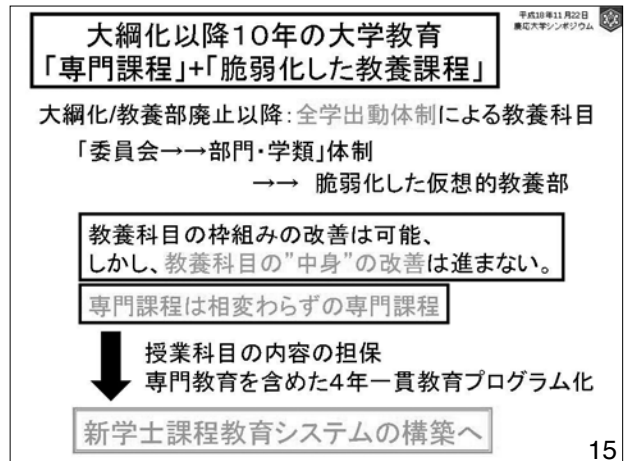 平成18年11月22日
慶応大学シンポジウム
大綱化以降10年の大学教育
「専門課程」+「脆弱化した教養課程」
大綱化/教養部廃止以降:全学出動体制による教養科目
「委員会→→部門・学類」体制
→→ 脆弱化した仮想的教養部
教養科目の枠組みの改善は可能、
しかし、教養科目の"中身"の改善は進まない。
専門課程は相変わらずの専門課程
授業科目の内容の担保
専門教育を含めた4年一貫教育プログラム化
新学士課程教育システムの構築へ
15